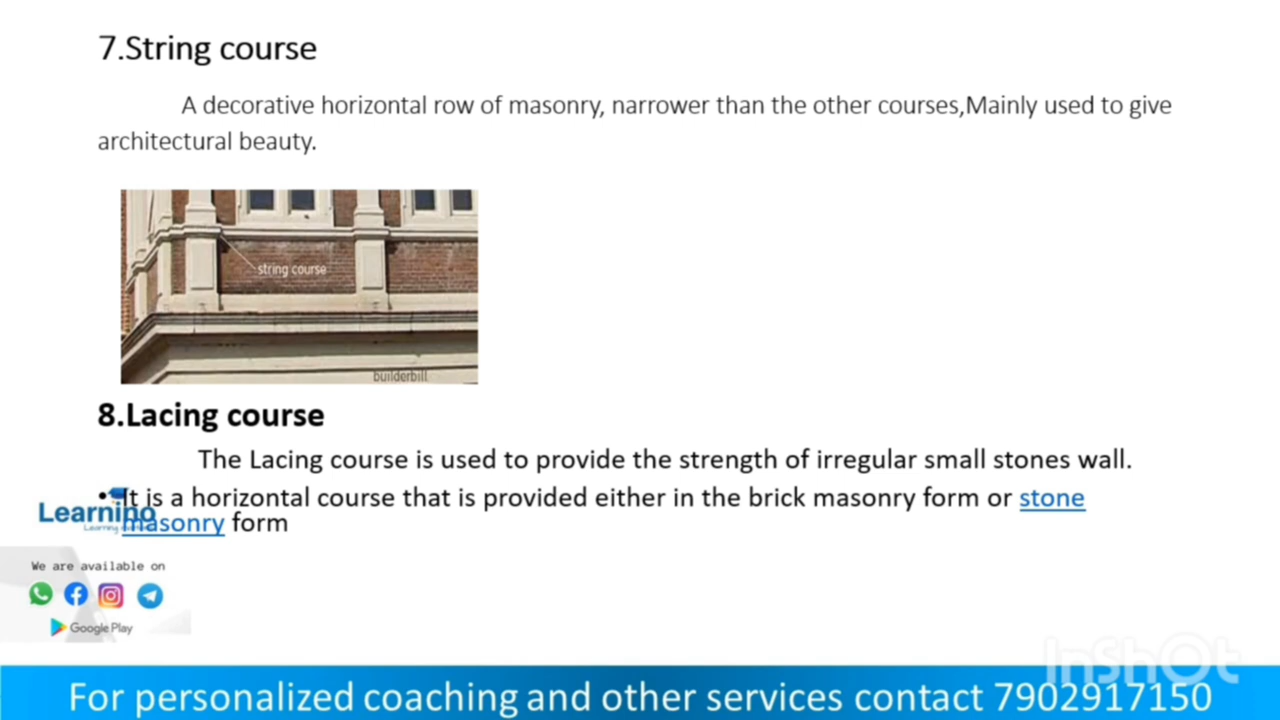 7.String course
A decorative horizontal row of masonry, narrower than the other courses,Mainly used to give
architectural beauty.
string course
builderbill
8.Lacing course
The Lacing course is used to provide the strength of irregular small stones wall.
• It is a horizontal course that is provided either in the brick masonry form or stone
masonry form
Learning
Learning
We are available on
Google Play
InShOt
For personalized coaching and other services contact 7902917150